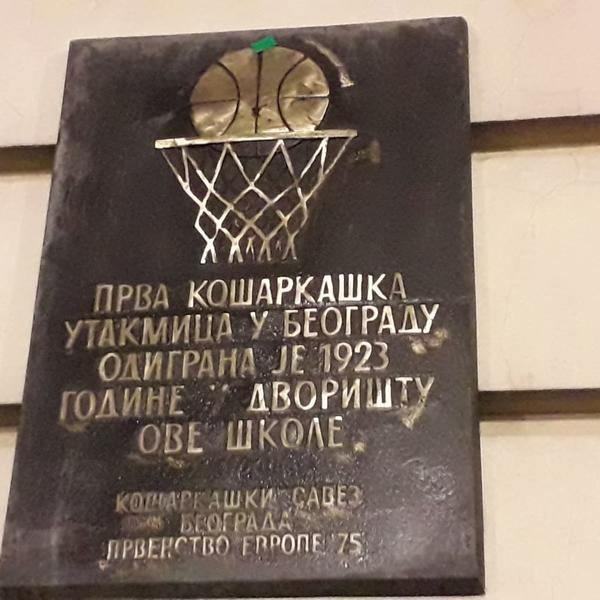 ПРВА КОШАРКАШКА
УТАКМИЦА У БЕОГРАДУ
ОДИГРАНА ЈЕ 1923
ГОДИНЕ У ДВОРИШТУ
ОВЕ ШКОЛЕ.
КОШАРКАШКИ САВЕЗ
БЕОГРАДА
ПРВЕНСТВО ЕВРОПЕ '75